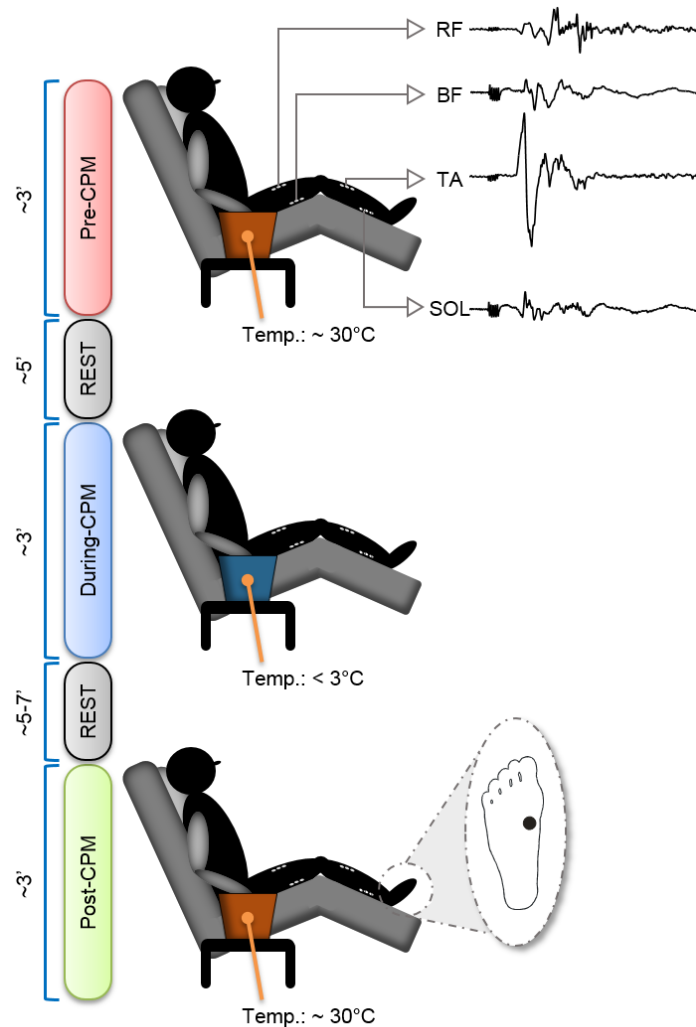 RF
BF
TA
SOL
~3'
Pre-CPM
Temp.: ~ 30°C
~5'
REST
~3'
During-CPM
Temp.: < 3°C
~5-7'
REST
~3'
Post-CPM
Temp.: ~ 30°C